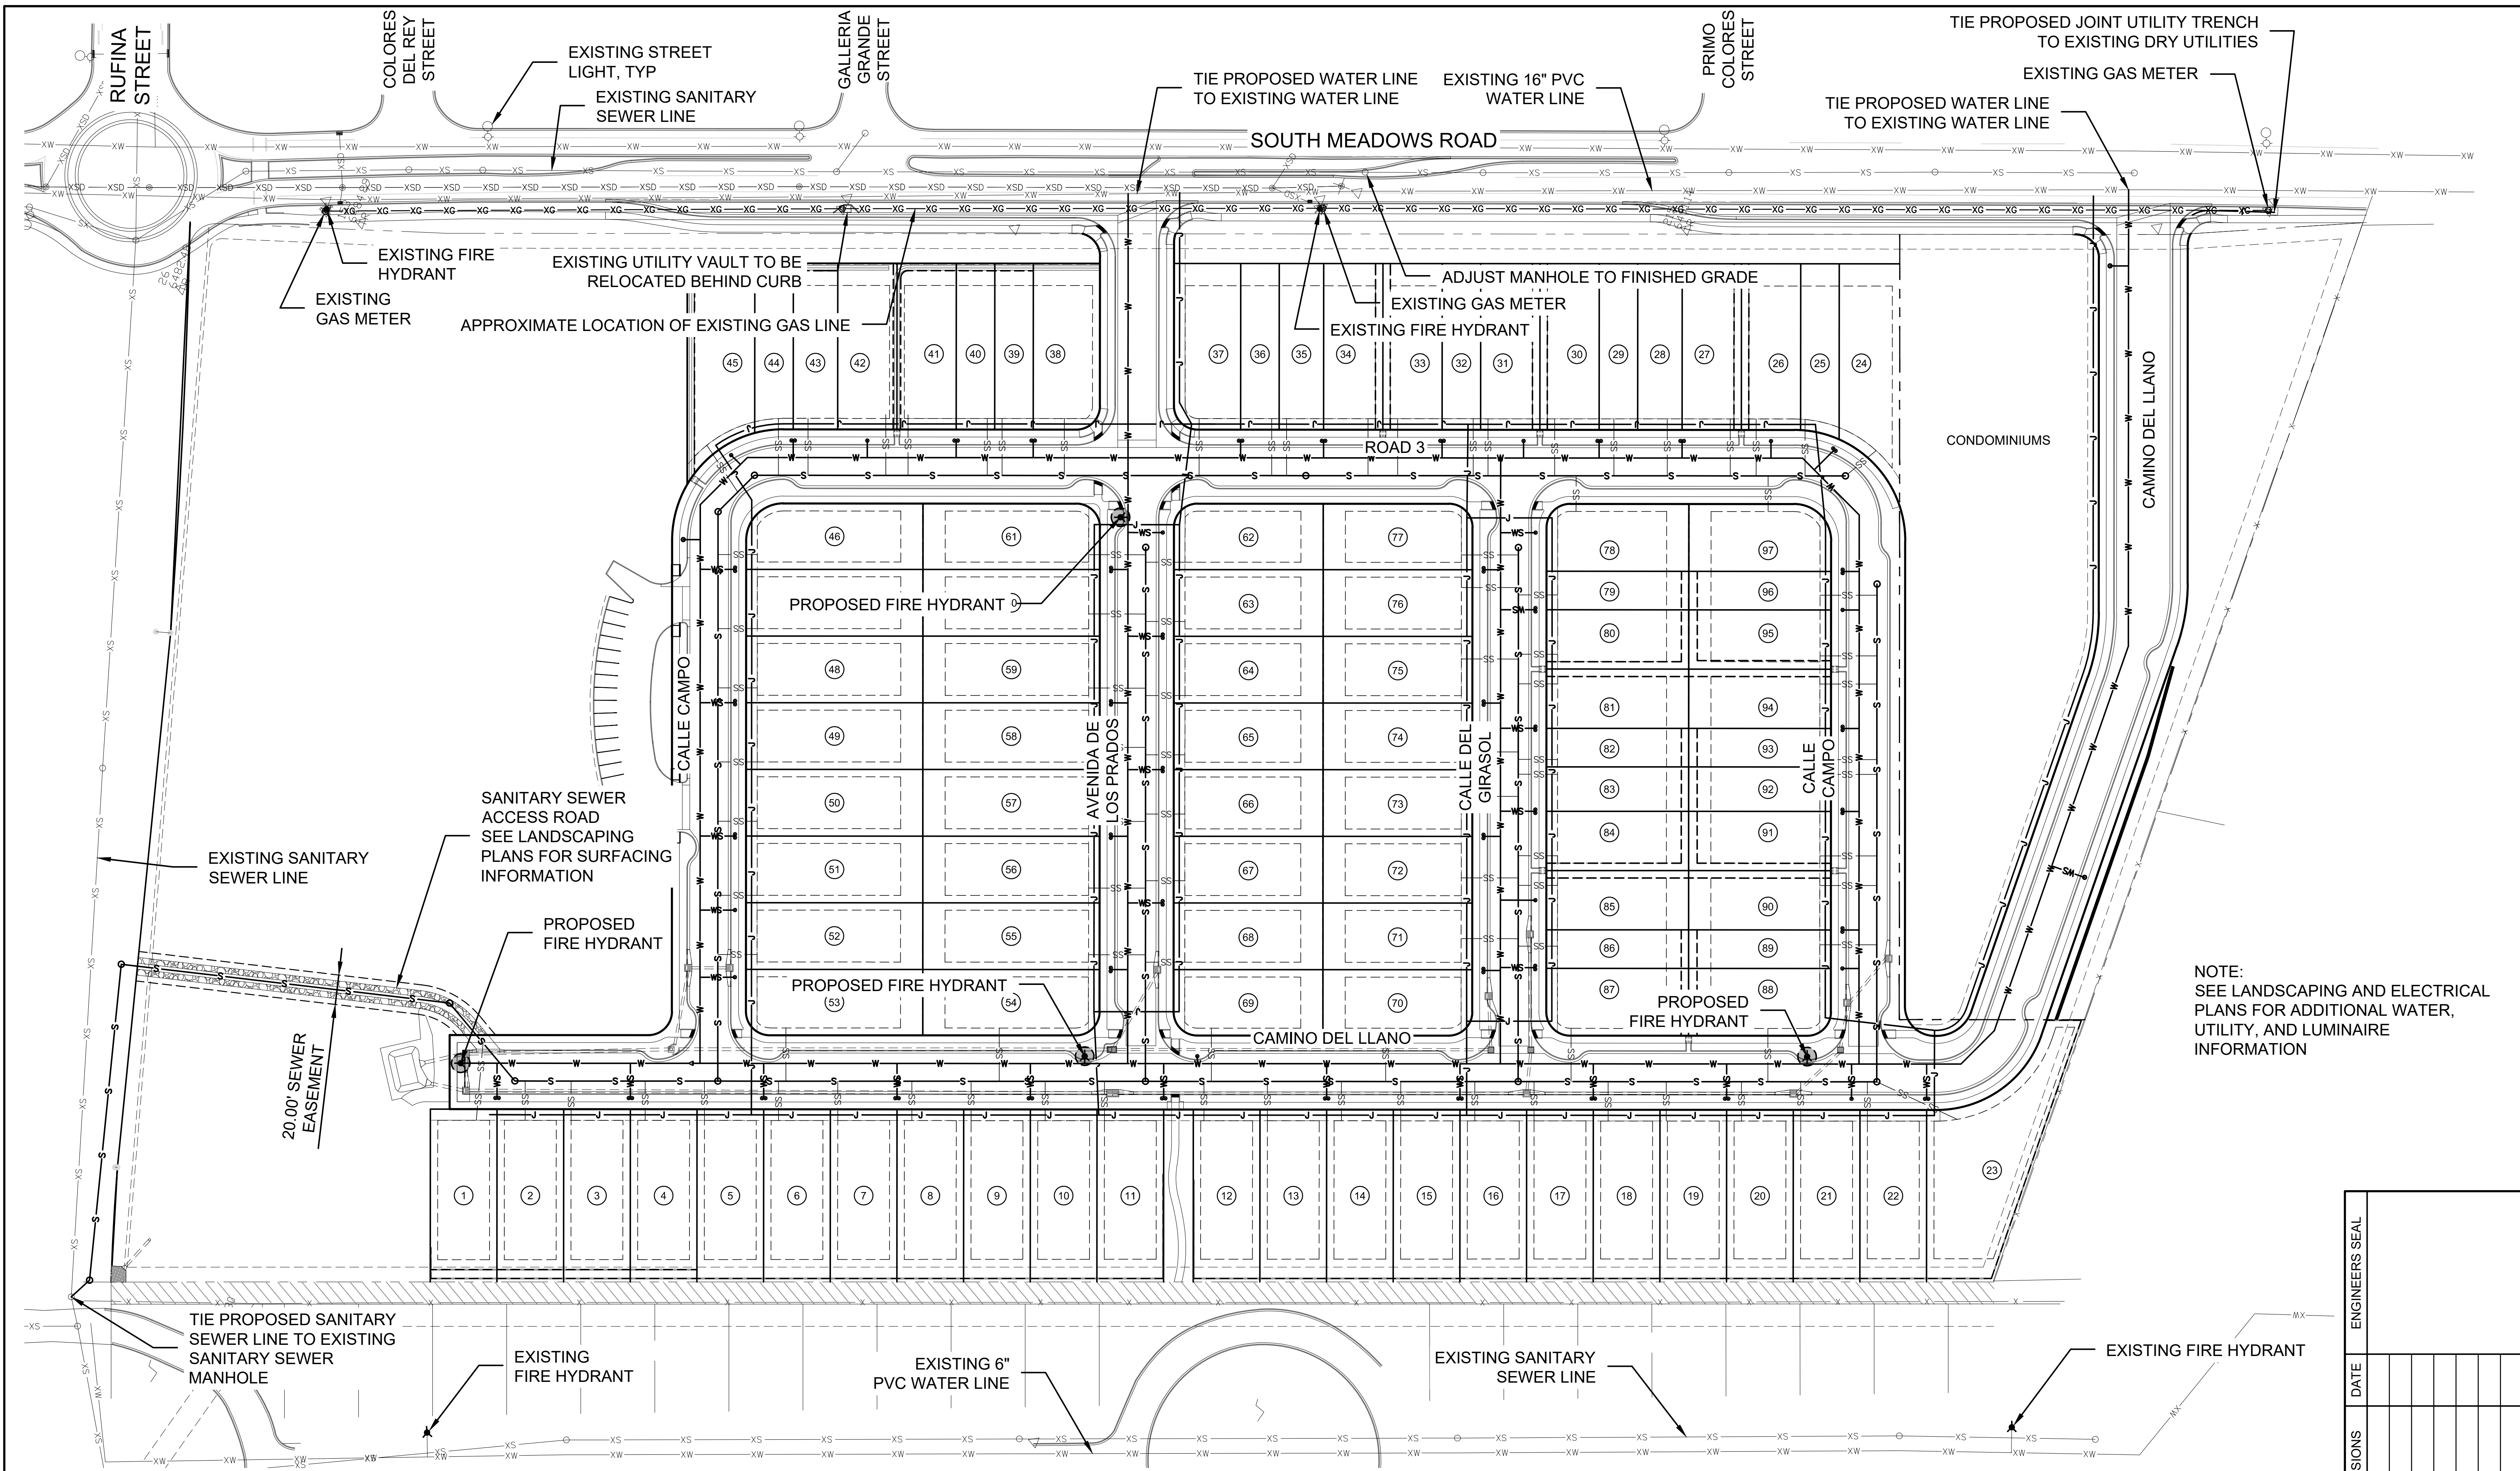 RUFINA
STREET
COLORES
DEL REY
STREET
EXISTING STREET
LIGHT, TYP
EXISTING SANITARY
SEWER LINE
GALLERIA
GRANDE
STREET
TIE PROPOSED WATER LINE
TO EXISTING WATER LINE
EXISTING 16" PVC
WATER LINE
PRIMO
COLORES
STREET
TIE PROPOSED JOINT UTILITY TRENCH
TO EXISTING DRY UTILITIES
EXISTING GAS METER
TIE PROPOSED WATER LINE
TO EXISTING WATER LINE
SOUTH MEADOWS ROAD
EXISTING FIRE
HYDRANT
EXISTING
GAS METER
EXISTING UTILITY VAULT TO BE
RELOCATED BEHIND CURB
APPROXIMATE LOCATION OF EXISTING GAS LINE
ADJUST MANHOLE TO FINISHED GRADE
EXISTING GAS METER
EXISTING FIRE HYDRANT
45 44 43 42 41 40 39 38 37 36 35 34 33 32 31 30 29 28 27 26 25 24
CONDOMINIUMS
CAMINO DEL LLANO
ROAD 3
46 61 62 77 78 97
79 96
PROPOSED FIRE HYDRANT
63 76
80 95
48 59 64 75
CALLE CAMPO
81 94
49 58 65 74
82 93
AVENIDA DE
LOS PRADOS
CALLE DEL
GIRASOL
CALLE
CAMPO
50 57 66 73 83 92
84 91
51 56 67 72
85 90
52 55 68 71
86 89
53 54 69 70 87 88
SANITARY SEWER
ACCESS ROAD
SEE LANDSCAPING
PLANS FOR SURFACING
INFORMATION
EXISTING SANITARY
SEWER LINE
PROPOSED
FIRE HYDRANT
PROPOSED FIRE HYDRANT
PROPOSED
FIRE HYDRANT
CAMINO DEL LLANO
20.00' SEWER
EASEMENT
NOTE:
SEE LANDSCAPING AND ELECTRICAL
PLANS FOR ADDITIONAL WATER,
UTILITY, AND LUMINAIRE
INFORMATION
1 2 3 4 5 6 7 8 9 10 11 12 13 14 15 16 17 18 19 20 21 22 23
TIE PROPOSED SANITARY
SEWER LINE TO EXISTING
SANITARY SEWER
MANHOLE
EXISTING
FIRE HYDRANT
EXISTING 6"
PVC WATER LINE
EXISTING SANITARY
SEWER LINE
EXISTING FIRE HYDRANT
ENGINEERS SEAL
DATE
SIONS